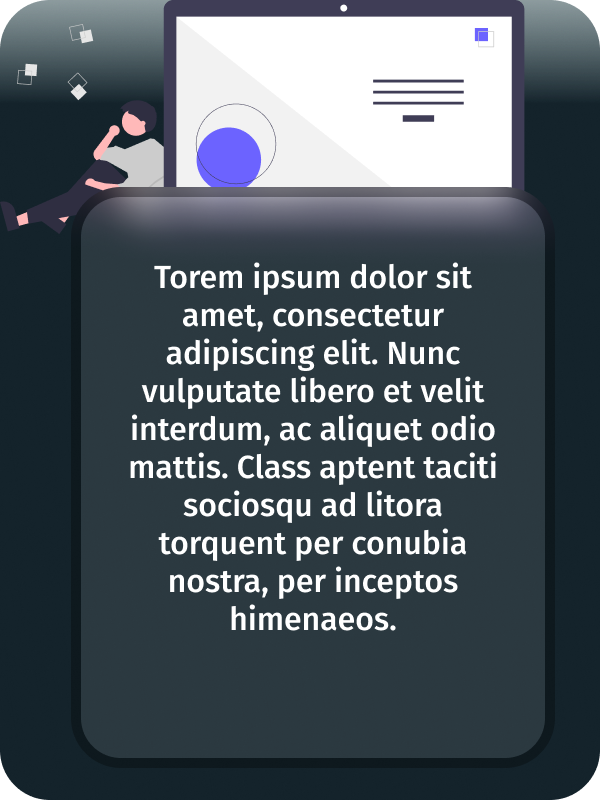 Torem ipsum dolor sit
amet, consectetur
adipiscing elit. Nunc
vulputate libero et velit
interdum, ac aliquet odio
mattis. Class aptent taciti
sociosqu ad litora
torquent per conubia
nostra, per inceptos
himenaeos.